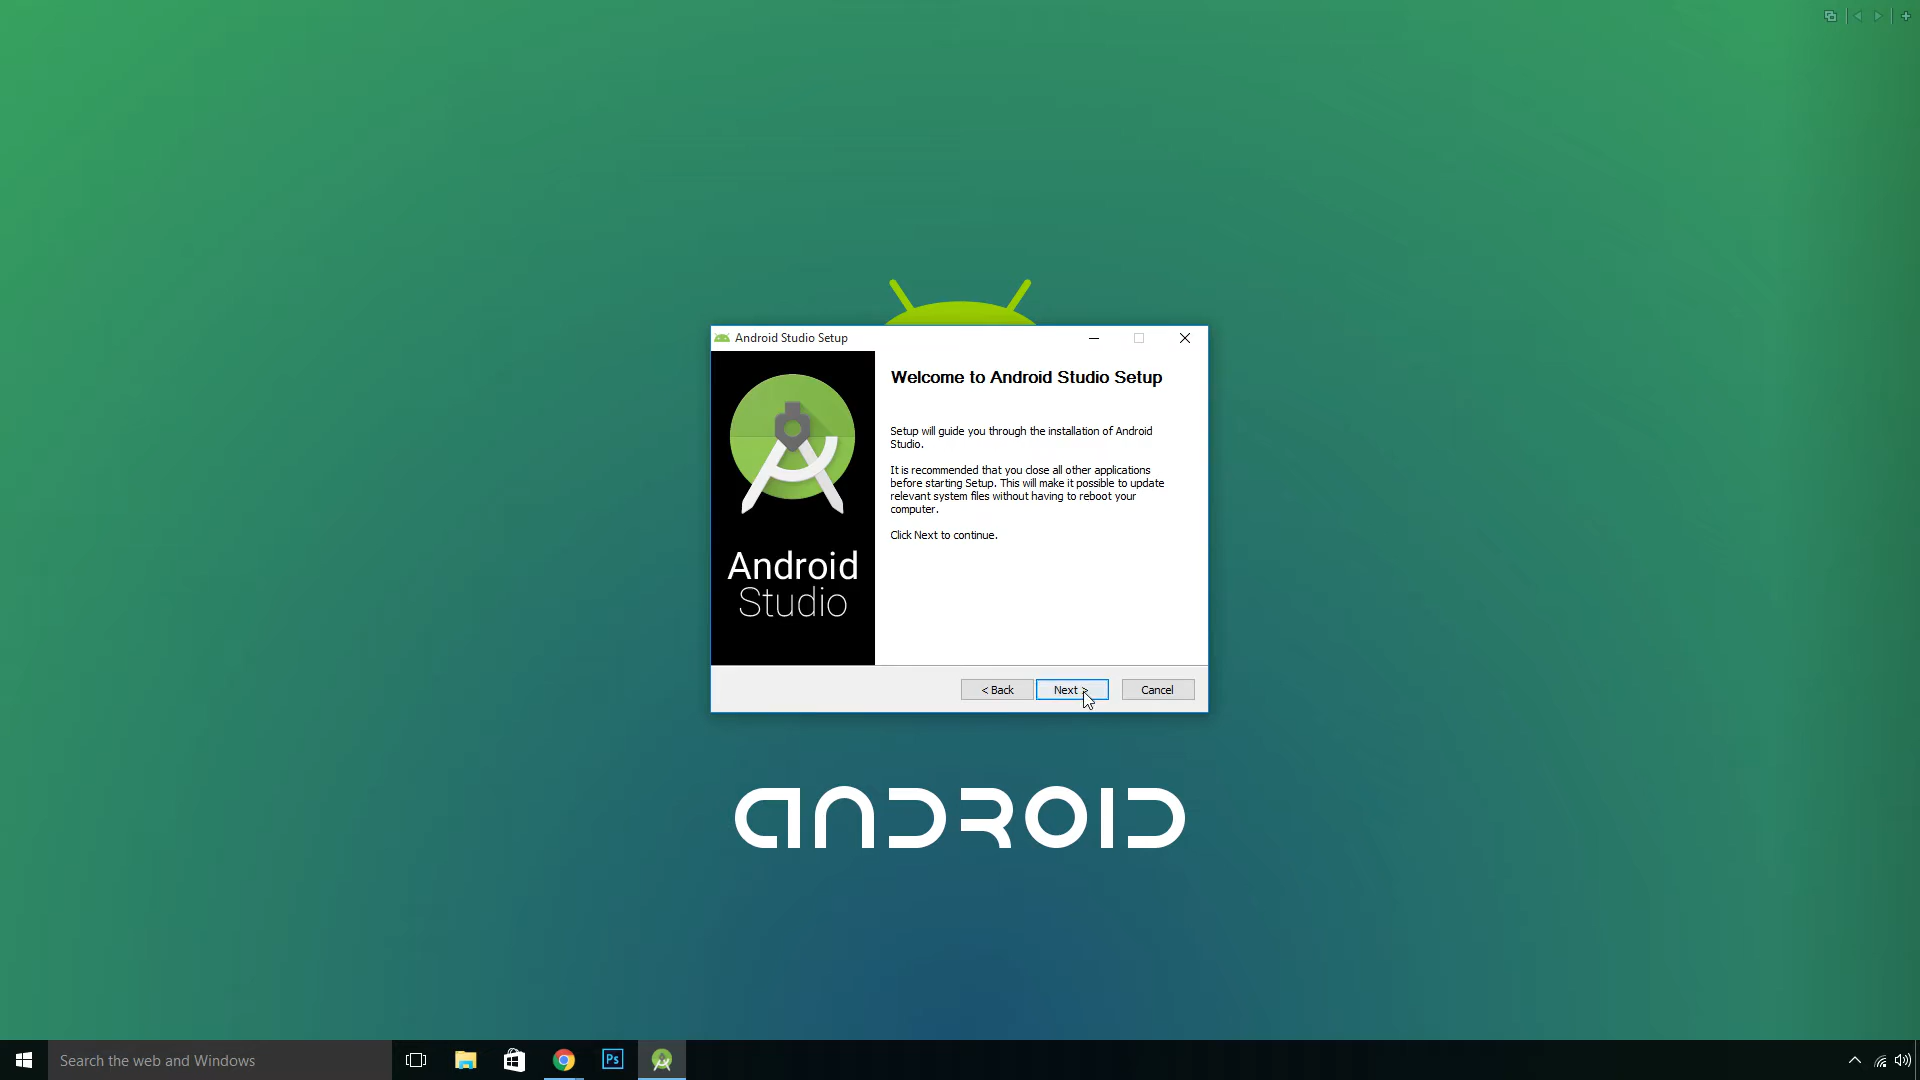 Android Studio Setup
Welcome to Android Studio Setup
Setup will guide you through the installation of Android
Studio.
It is recommended that you close all other applications
before starting Setup. This will make it possible to update
relevant system files without having to reboot your
computer.
Click Next to continue.
Android
Studio
< Back
Next >
Cancel
ANDROID
Search the web and Windows
Ps